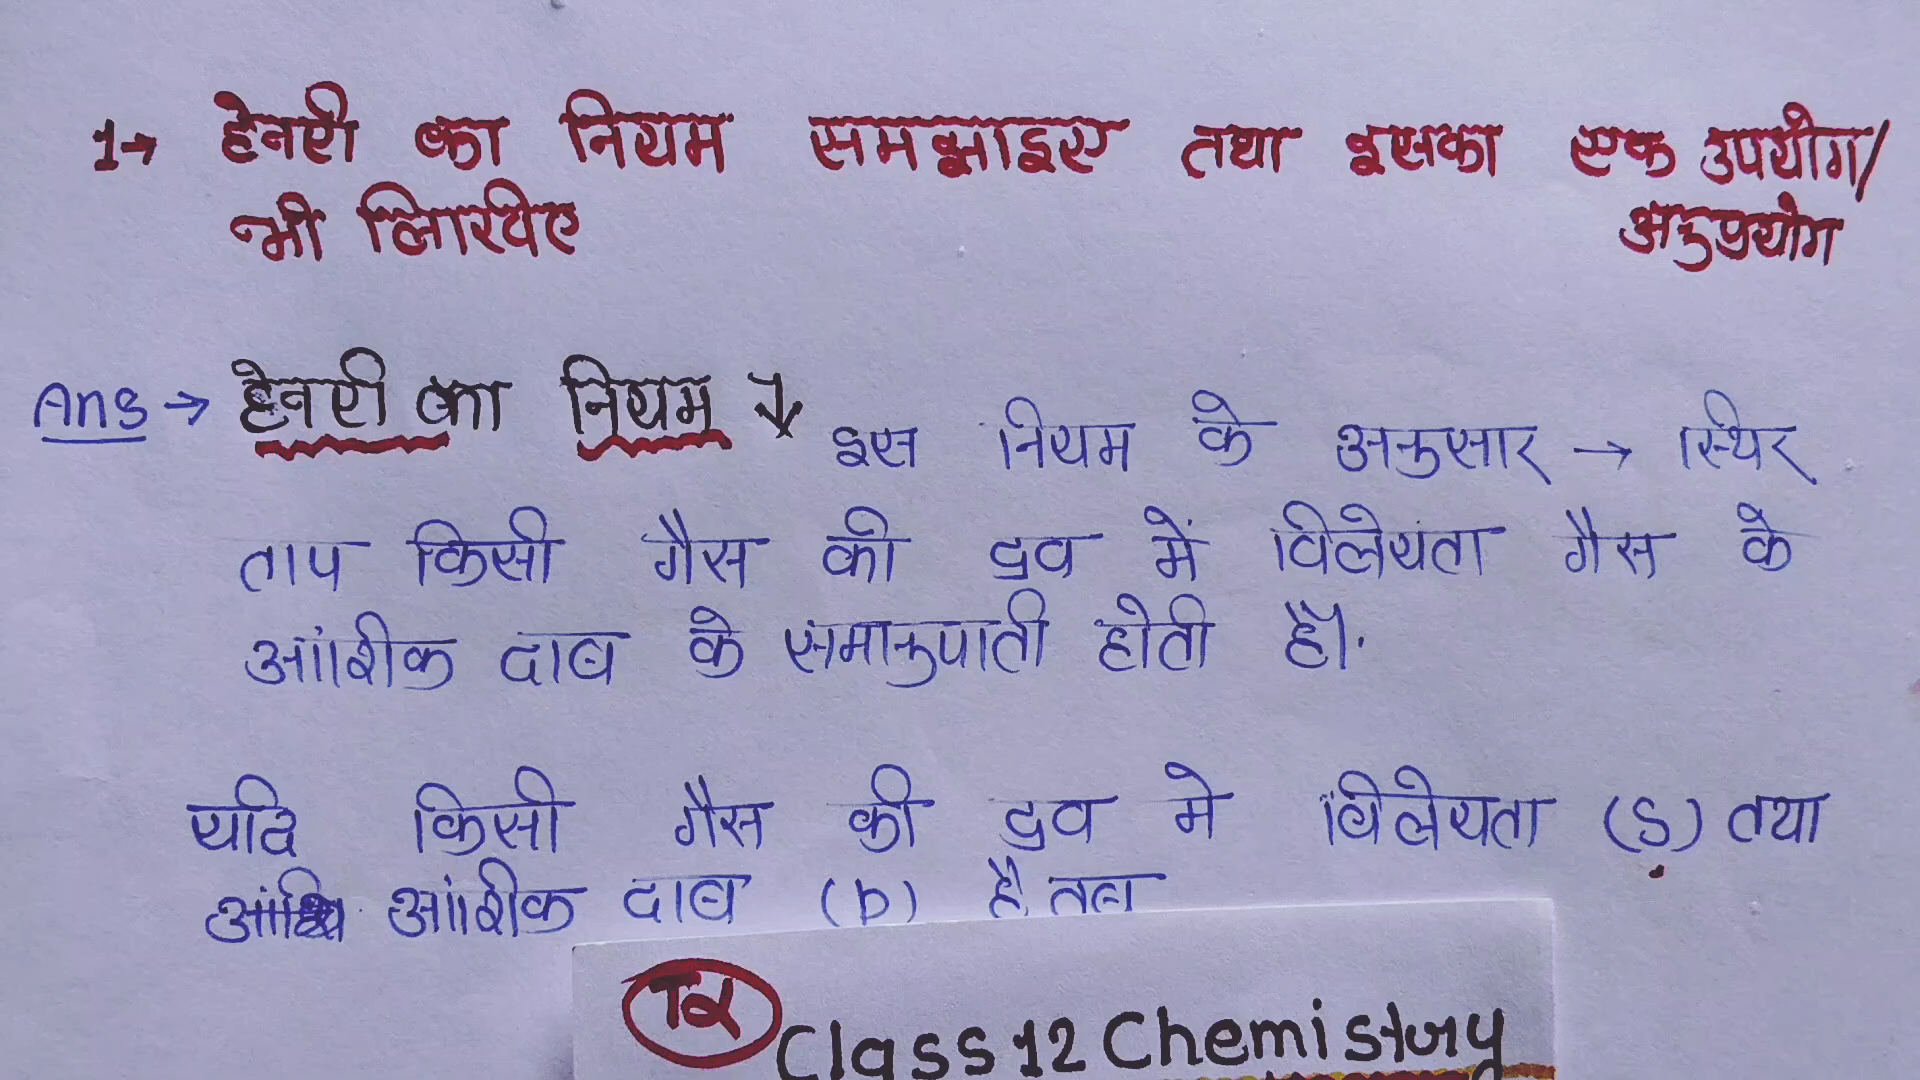 1→ हेनरी का नियम समझाइए तथा इसका एक उपयोग/
अनुप्रयोग
भी लिखिए
Ans → हेनरी का नियम → इस नियम के अनुसार → स्थिर
ताप किसी गैस की द्रव में विलेयता गैस के
आंशीक दाब के समानुपाती होती है।.
यदि किसी गैस की द्रव मे विलेयता (S) तथा
आंशीक दाब (p) है, तब
TR Class 12 Chemistry